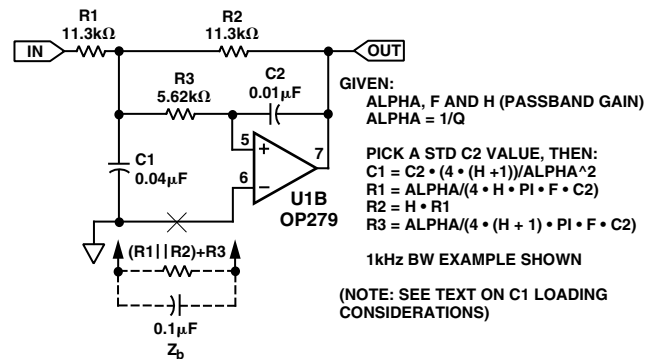 R1
11.3kΩ
R2
11.3kΩ
IN
OUT
R3
5.62kΩ
C2
0.01μF
C1
0.04μF
5
+
7
6
–
U1B
OP279
(R1||R2)+R3
0.1μF
Zb
GIVEN:
ALPHA, F AND H (PASSBAND GAIN)
ALPHA = 1/Q
PICK A STD C2 VALUE, THEN:
C1 = C2 • (4 • (H +1))/ALPHA^2
R1 = ALPHA/(4 • H • PI • F • C2)
R2 = H • R1
R3 = ALPHA/(4 • (H + 1) • PI • F • C2)
1kHz BW EXAMPLE SHOWN
(NOTE: SEE TEXT ON C1 LOADING
CONSIDERATIONS)